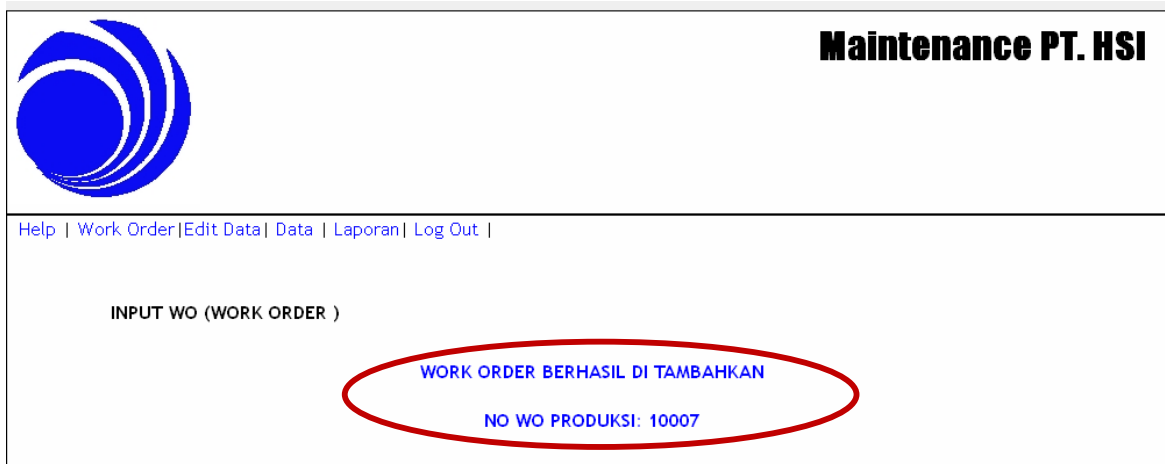 Maintenance PT. HSI
Help | Work Order|Edit Data| Data | Laporan| Log Out |
INPUT WO (WORK ORDER )
WORK ORDER BERHASIL DI TAMBAHKAN
NO WO PRODUKSI: 10007